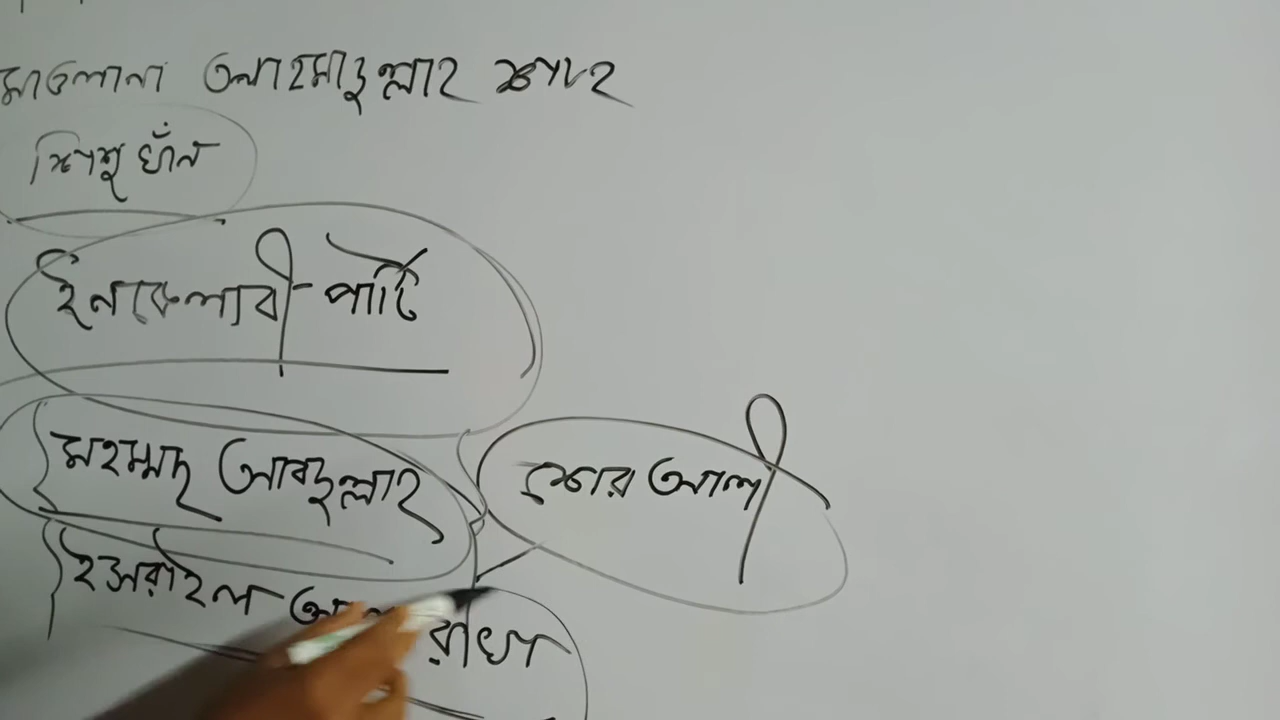 মাওলানা আহমাদুল্লাহ শাহ
শিশু খাঁন
ইনকেলাবী-পার্টি
মহম্মদ আবদুল্লাহ
শের আলী
ইসরাইল রাখা